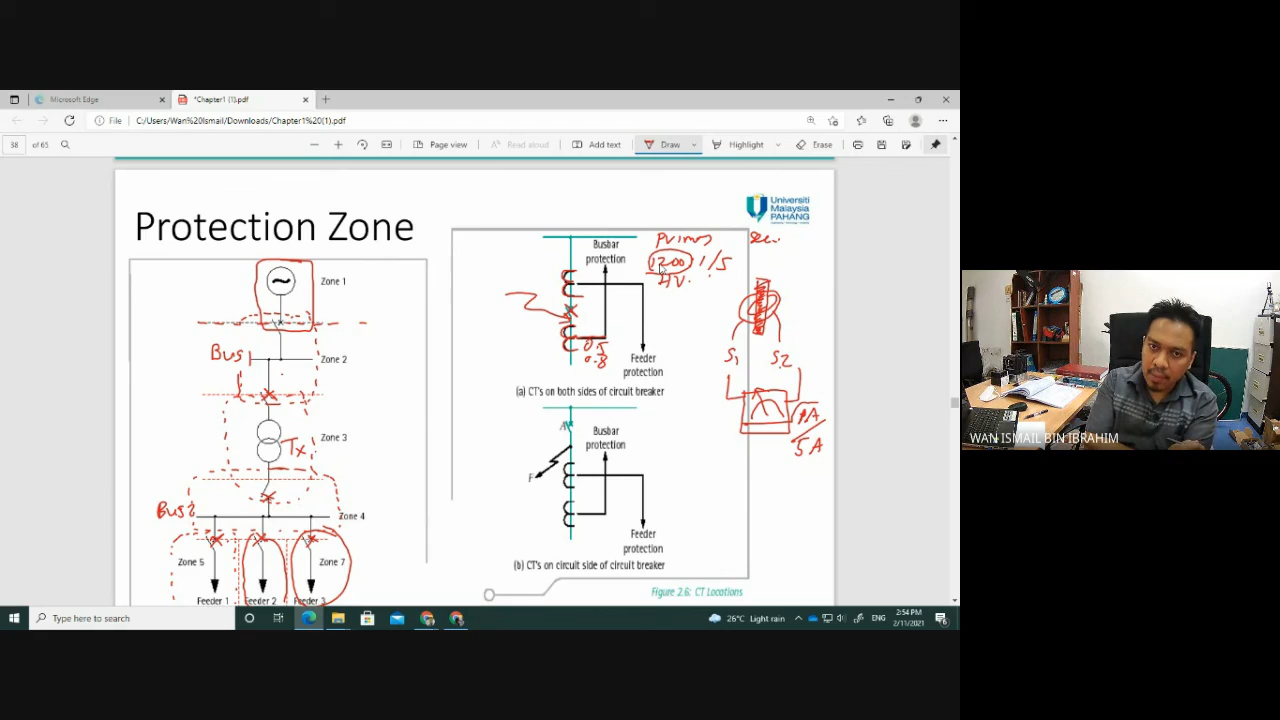 Microsoft Edge
*Chapter1 (1).pdf
File
C:/Users/Wan%20Ismail/Downloads/Chapter1%20(1).pdf
38 of 65
Page view
Read aloud
Add text
Draw
Highlight
Erase
Universiti
Malaysia
PAHANG
Protection Zone
Zone 1
Bus 1
Zone 2
Zone 3
Tx
Bus 2
Zone 4
Zone 5
Zone 7
Feeder 1
Feeder 2
Feeder 3
Busbar
protection
Primary
sec.
1200 1/5
HV.
0.5
0.8
Feeder
protection
(a) CT's on both sides of circuit breaker
A
Busbar
protection
F
Feeder
protection
(b) CT's on circuit side of circuit breaker
Figure 2.6: CT Locations
S1 S2
1A
5A
WAN ISMAIL BIN IBRAHIM
Type here to search
26°C Light rain
ENG
2:54 PM
2/11/2021